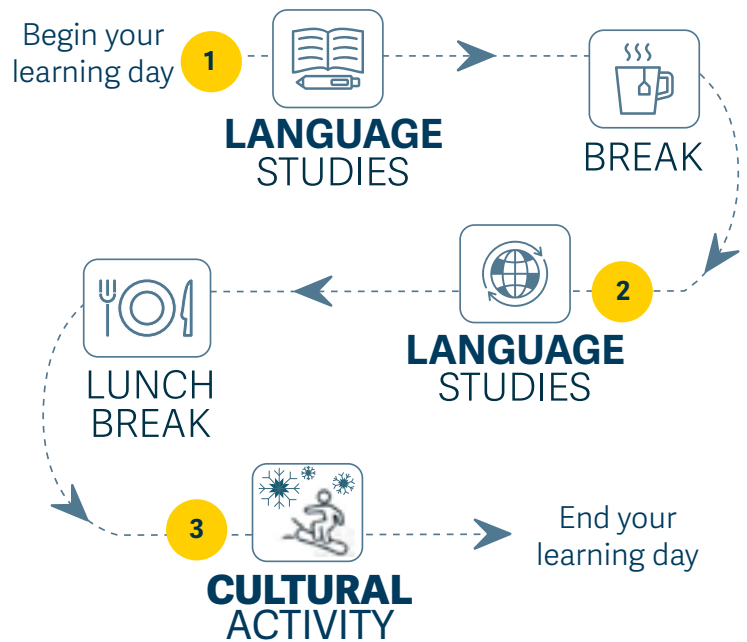 Begin your
learning day
1
LANGUAGE
STUDIES
BREAK
2
LANGUAGE
STUDIES
LUNCH
BREAK
3
CULTURAL
ACTIVITY
End your
learning day